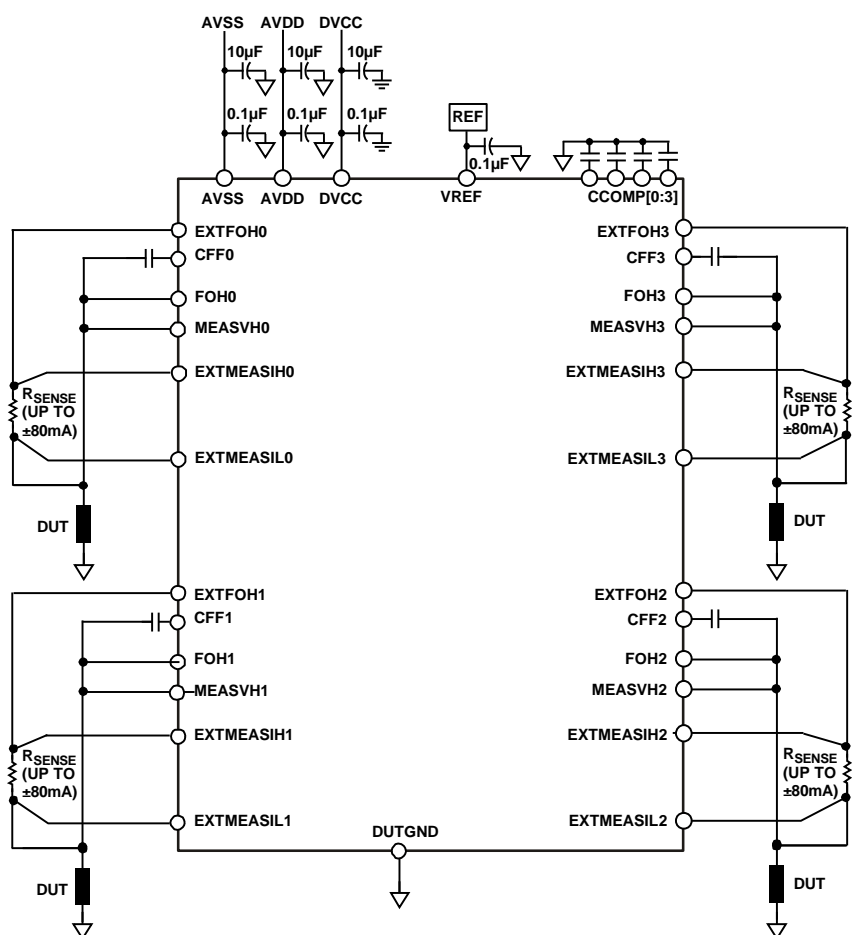 AVSS AVDD DVCC
10µF 10µF 10µF
0.1µF 0.1µF 0.1µF
REF
0.1µF
AVSS AVDD DVCC VREF CCOMP[0:3]
EXTFOH0
CFF0
FOH0
MEASVH0
EXTMEASIH0
RSENSE
(UP TO
±80mA)
EXTMEASIL0
DUT
EXTFOH3
CFF3
FOH3
MEASVH3
EXTMEASIH3
RSENSE
(UP TO
±80mA)
EXTMEASIL3
DUT
EXTFOH1
CFF1
FOH1
MEASVH1
EXTMEASIH1
RSENSE
(UP TO
±80mA)
EXTMEASIL1
DUT
EXTFOH2
CFF2
FOH2
MEASVH2
EXTMEASIH2
RSENSE
(UP TO
±80mA)
EXTMEASIL2
DUT
DUTGND